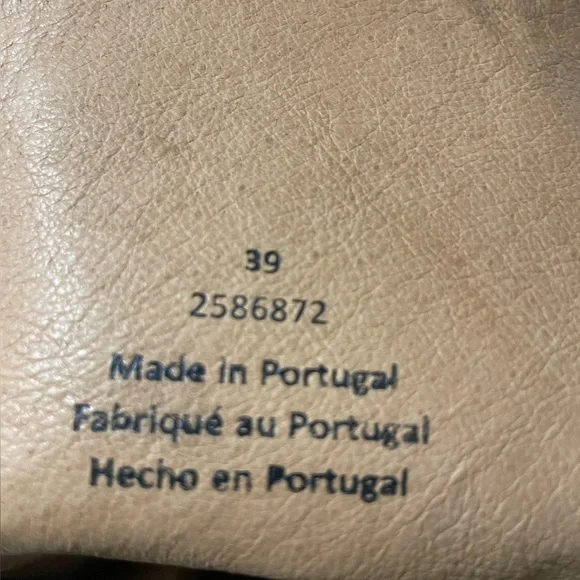 39
2586872
Made in Portugal
Fabriqué au Portugal
Hecho en Portugal